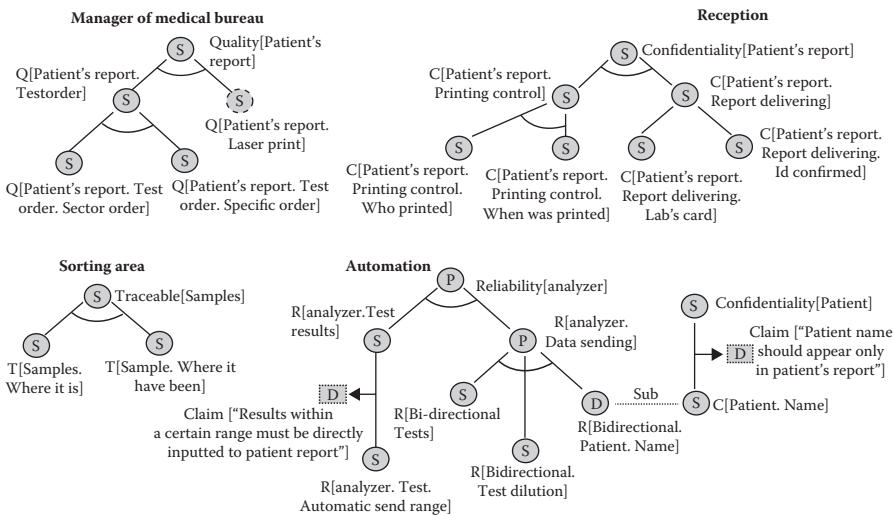 Manager of medical bureau
S
Quality[Patient's
report]
Q[Patient's report.
Testorder]
S
S
Q[Patient's report.
Laser print]
S
S
Q[Patient's report. Test
order. Sector order]
Q[Patient's report. Test
order. Specific order]
Reception
S
Confidentiality[Patient's report]
C[Patient's report.
Printing control]
S
S
C[Patient's report.
Report delivering]
S
S
S
S
C[Patient's report.
Printing control.
Who printed]
C[Patient's report.
Printing control.
When was printed]
C[Patient's report.
Report delivering.
Lab's card]
C[Patient's report.
Report delivering.
Id confirmed]
Sorting area
S
Traceable[Samples]
S
S
T[Samples.
Where it is]
T[Sample. Where it
have been]
Automation
P
Reliability[analyzer]
R[analyzer.Test
results]
S
P
R[analyzer.
Data sending]
D
Claim ["Results within
a certain range must be directly
inputted to patient report"]
S
R[analyzer. Test.
Automatic send range]
S
R[Bi-directional
Tests]
S
R[Bidirectional.
Test dilution]
D
R[Bidirectional.
Patient. Name]
Sub
S
Confidentiality[Patient]
D
Claim ["Patient name
should appear only
in patient's report"]
S
C[Patient. Name]